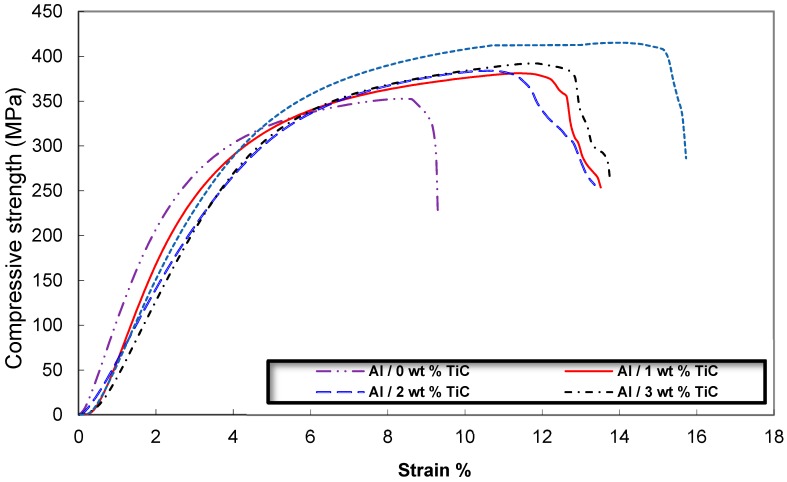 450
400
350
300
250
200
150
100
50
0
Compressive strength (MPa)
Al / 0 wt % TiC Al / 1 wt % TiC
Al / 2 wt % TiC Al / 3 wt % TiC
0 2 4 6 8 10 12 14 16 18
Strain %